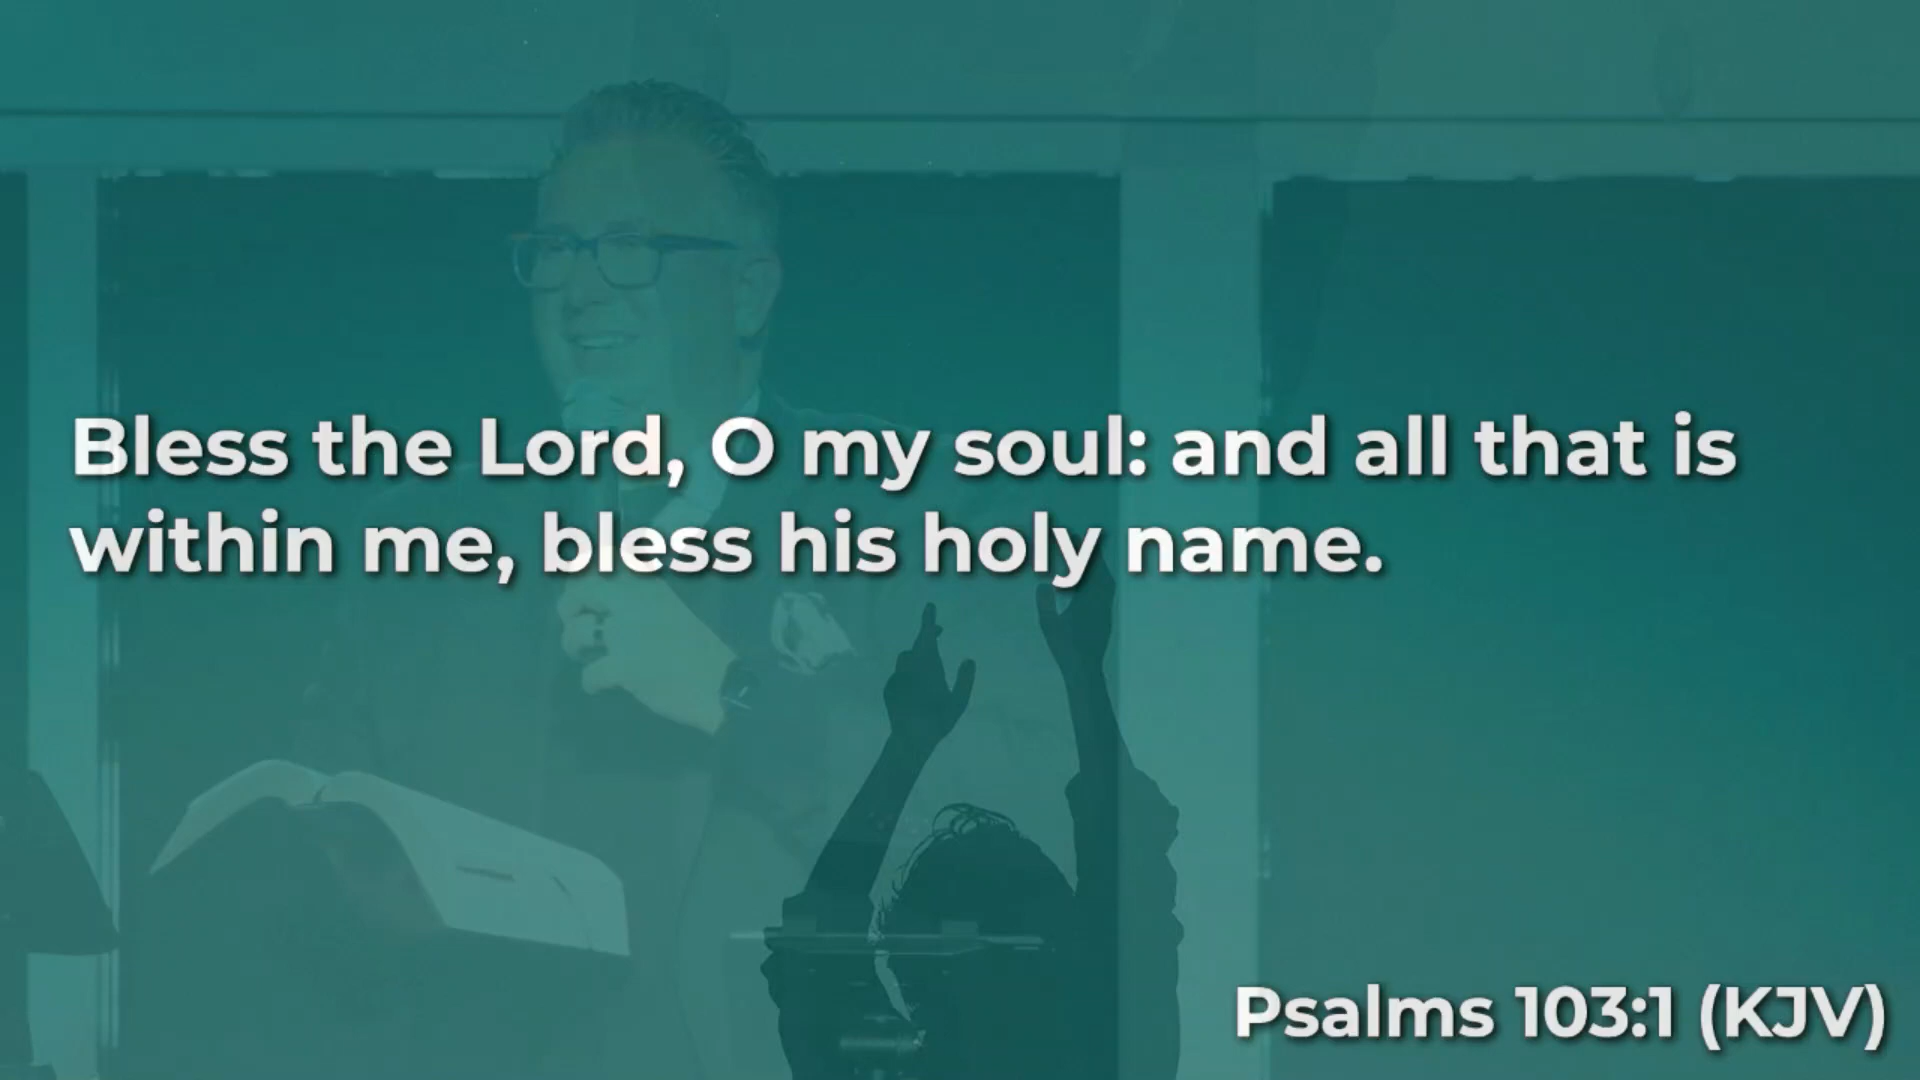 Bless the Lord, O my soul: and all that is
within me, bless his holy name.
Psalms 103:1 (KJV)